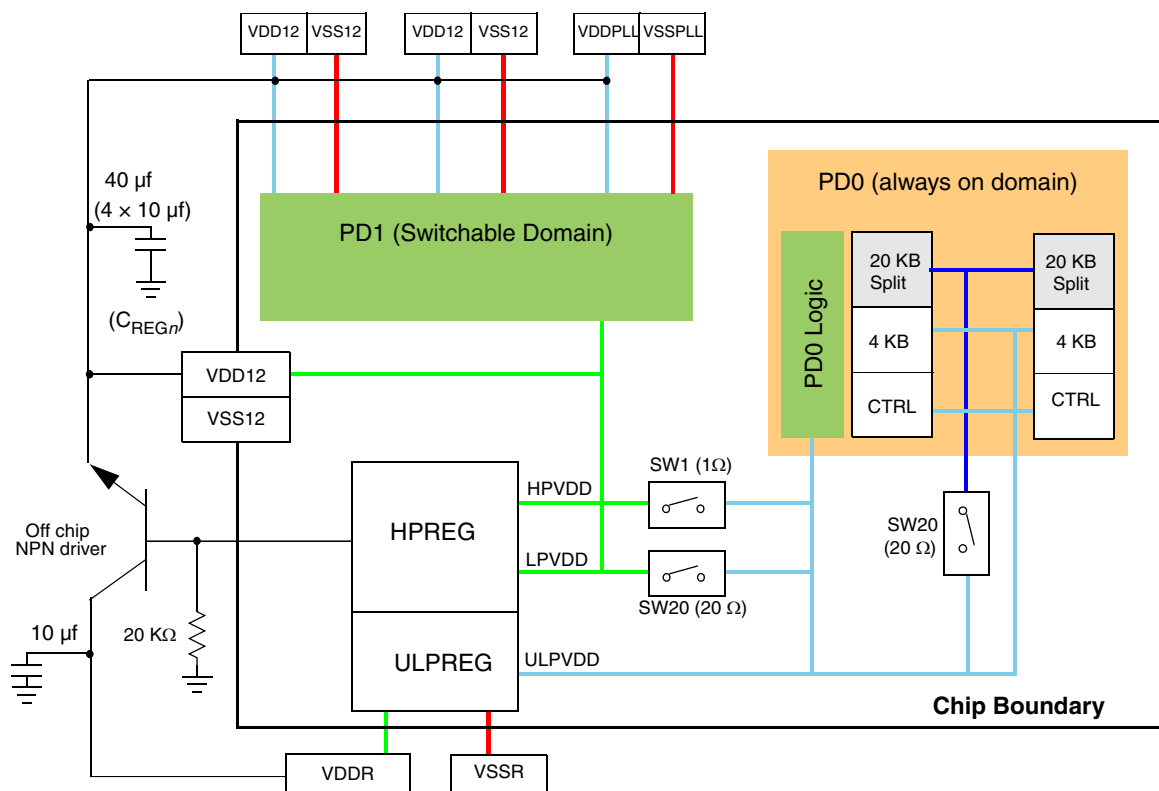 VDD12 VSS12 VDD12 VSS12 VDDPLL VSSPLL
40 µf
(4 × 10 µf)
(CREGn)
PD1 (Switchable Domain)
PD0 (always on domain)
PD0 Logic
20 KB
Split
4 KB
CTRL
20 KB
Split
4 KB
CTRL
VDD12
VSS12
Off chip
NPN driver
10 µf
20 KΩ
HPREG
ULPREG
HPVDD
LPVDD
ULPVDD
SW1 (1Ω)
SW20 (20 Ω)
SW20
(20 Ω)
Chip Boundary
VDDR
VSSR